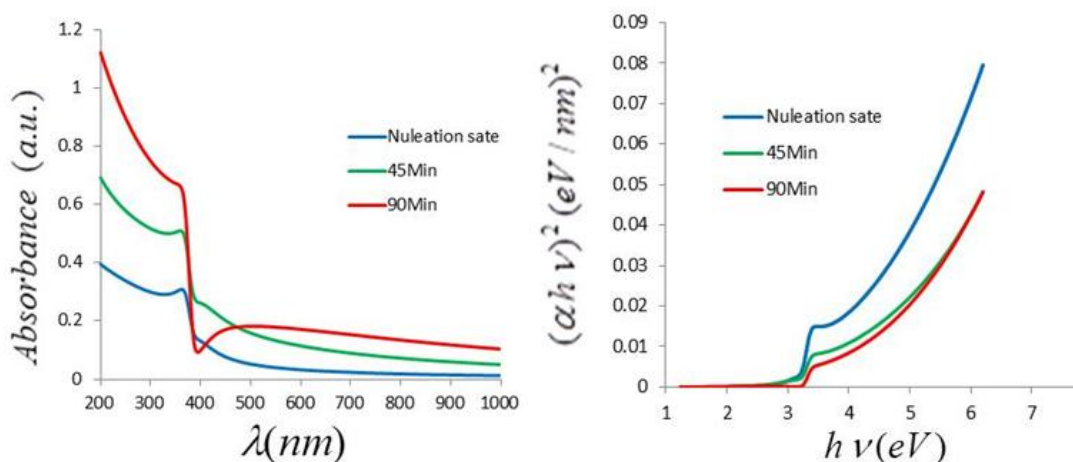 Absorbance (a.u.)
1.2
1
0.8
0.6
0.4
0.2
0
200 300 400 500 600 700 800 900 1000
λ(nm)
Nuleation sate
45Min
90Min
(αhν)² (eV/nm)²
0.09
0.08
0.07
0.06
0.05
0.04
0.03
0.02
0.01
0
1 2 3 4 5 6 7
hν(eV)
Nuleation sate
45Min
90Min